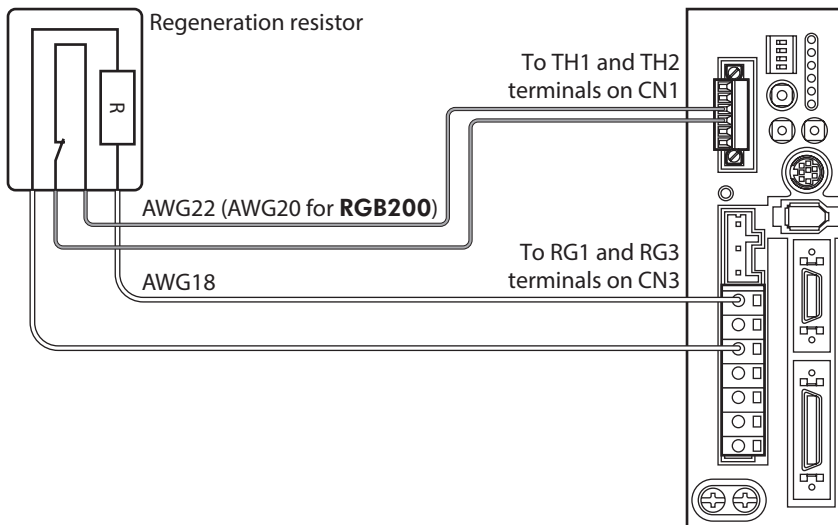 Regeneration resistor
To TH1 and TH2
terminals on CN1
R
AWG22 (AWG20 for RGB200)
To RG1 and RG3
terminals on CN3
AWG18